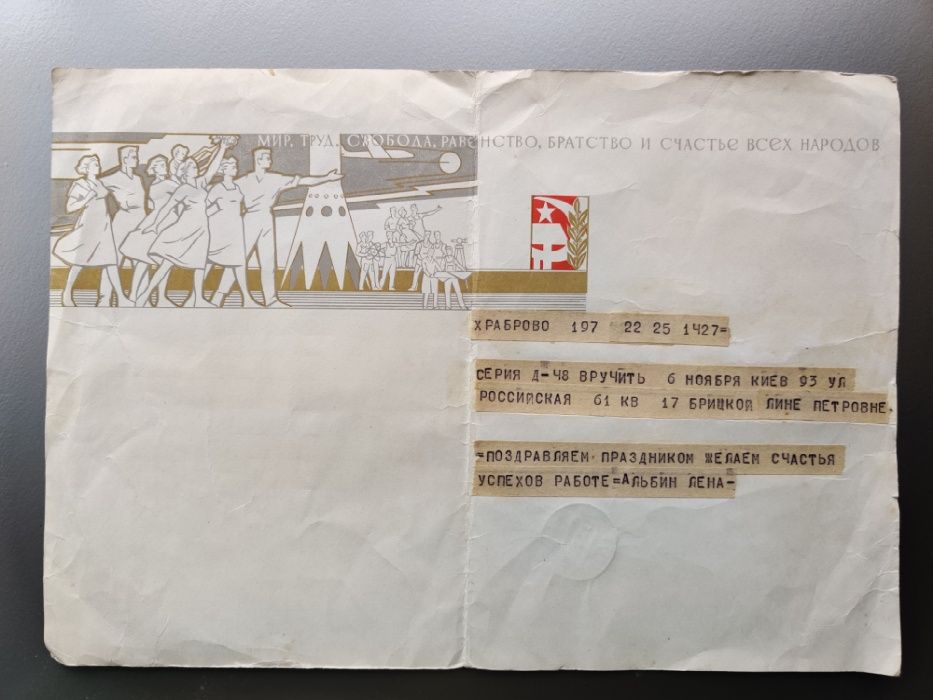 МИР, ТРУД, СВОБОДА, РАВЕНСТВО, БРАТСТВО И СЧАСТЬЕ ВСЕХ НАРОДОВ
ХРАБРОВО 197 22 25 1427=
СЕРИЯ Д-48 ВРУЧИТЬ 6 НОЯБРЯ КИЕВ 93 УЛ
РОССИЙСКАЯ 61 КВ 17 БРИЦКОЙ ЛИНЕ ПЕТРОВНЕ
=ПОЗДРАВЛЯЕМ ПРАЗДНИКОМ ЖЕЛАЕМ СЧАСТЬЯ
УСПЕХОВ РАБОТЕ=АЛЬБИН ЛЕНА-